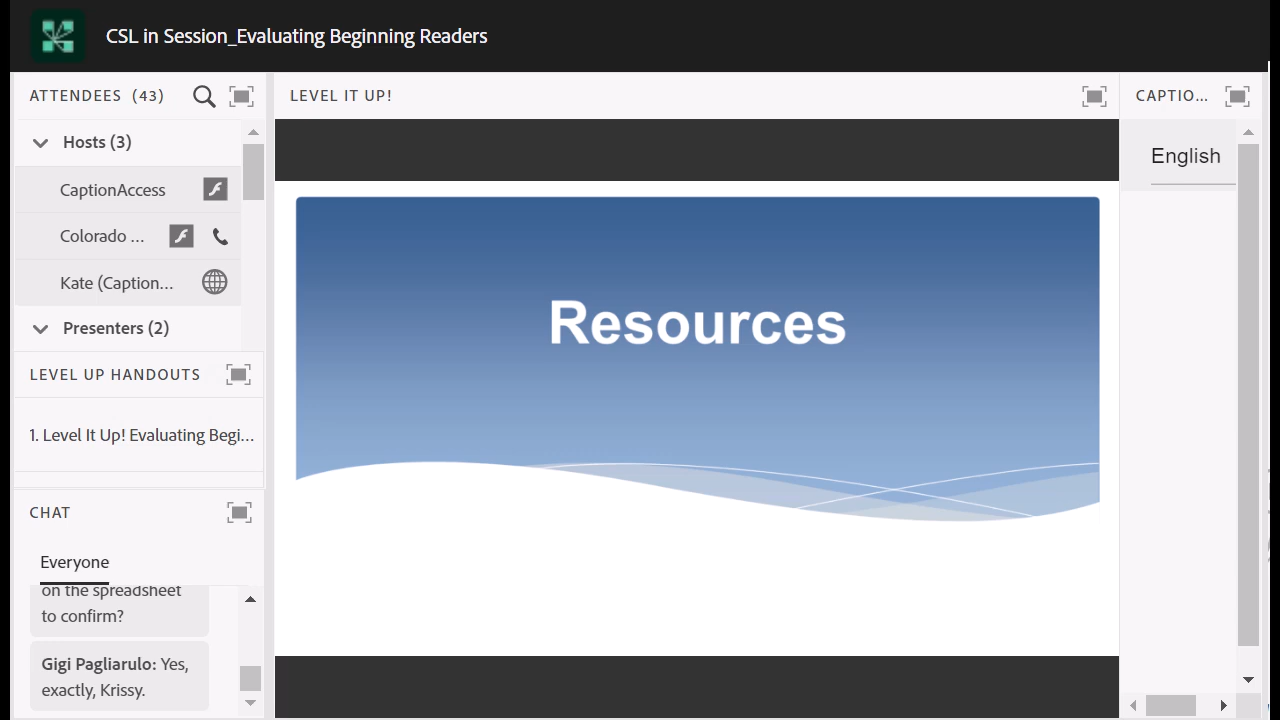 CSL in Session_Evaluating Beginning Readers
ATTENDEES (43)
Hosts (3)
CaptionAccess
Colorado ...
Kate (Caption...
Presenters (2)
LEVEL UP HANDOUTS
1. Level It Up! Evaluating Begi...
CHAT
Everyone
on the spreadsheet
to confirm?
Gigi Pagliarulo: Yes,
exactly, Krissy.
LEVEL IT UP!
Resources
CAPTIO...
English